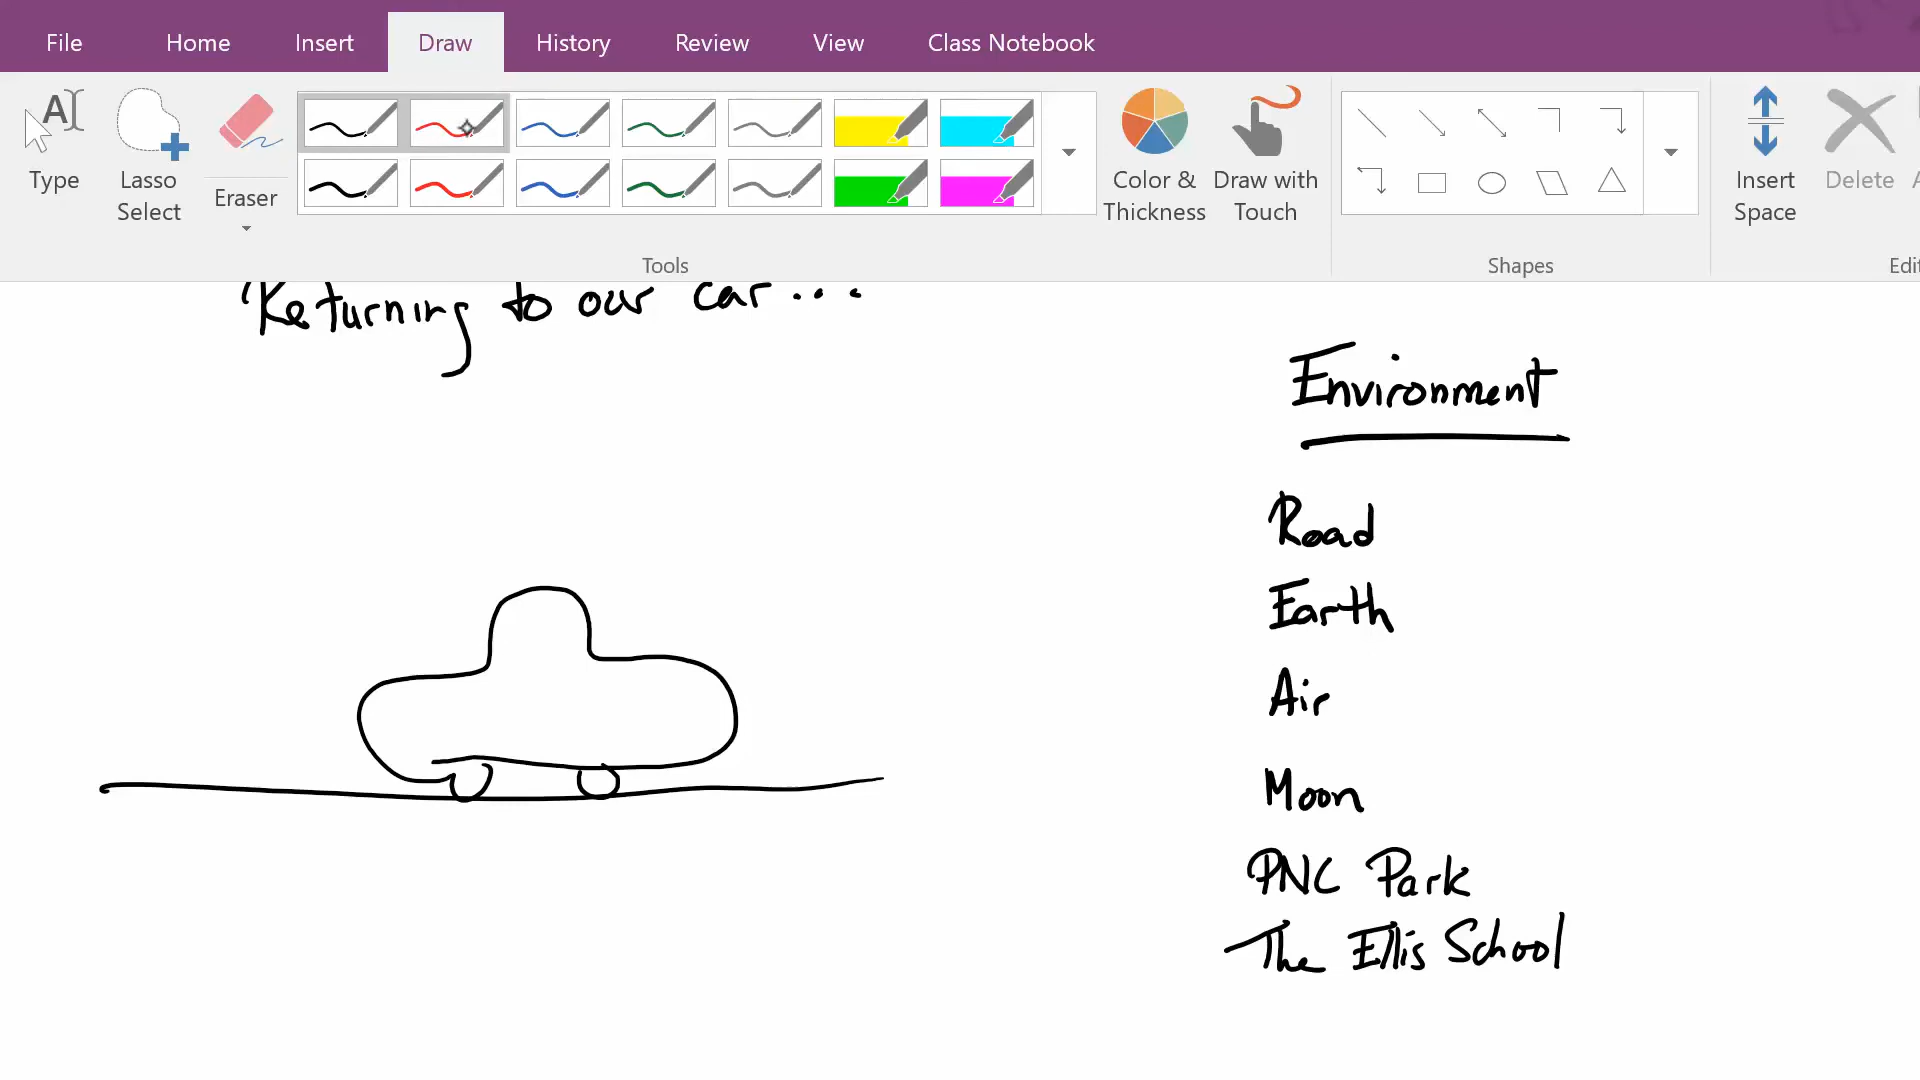 File Home Insert Draw History Review View Class Notebook
Type
Lasso
Select
Eraser
Color &
Thickness
Draw with
Touch
Insert
Space
Delete
Tools
Shapes
Returning to our car...
Environment
Road
Earth
Air
Moon
PNC Park
The Ellis School